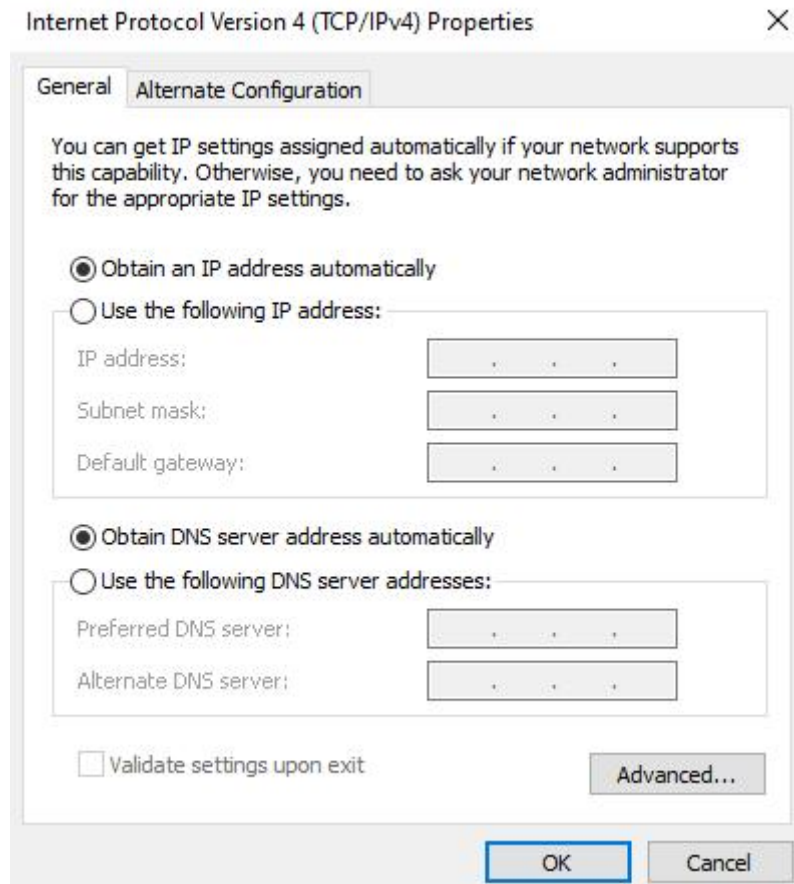 Internet Protocol Version 4 (TCP/IPv4) Properties
General
Alternate Configuration
You can get IP settings assigned automatically if your network supports
this capability. Otherwise, you need to ask your network administrator
for the appropriate IP settings.
Obtain an IP address automatically
Use the following IP address:
IP address:
Subnet mask:
Default gateway:
Obtain DNS server address automatically
Use the following DNS server addresses:
Preferred DNS server:
Alternate DNS server:
Validate settings upon exit
Advanced...
OK
Cancel